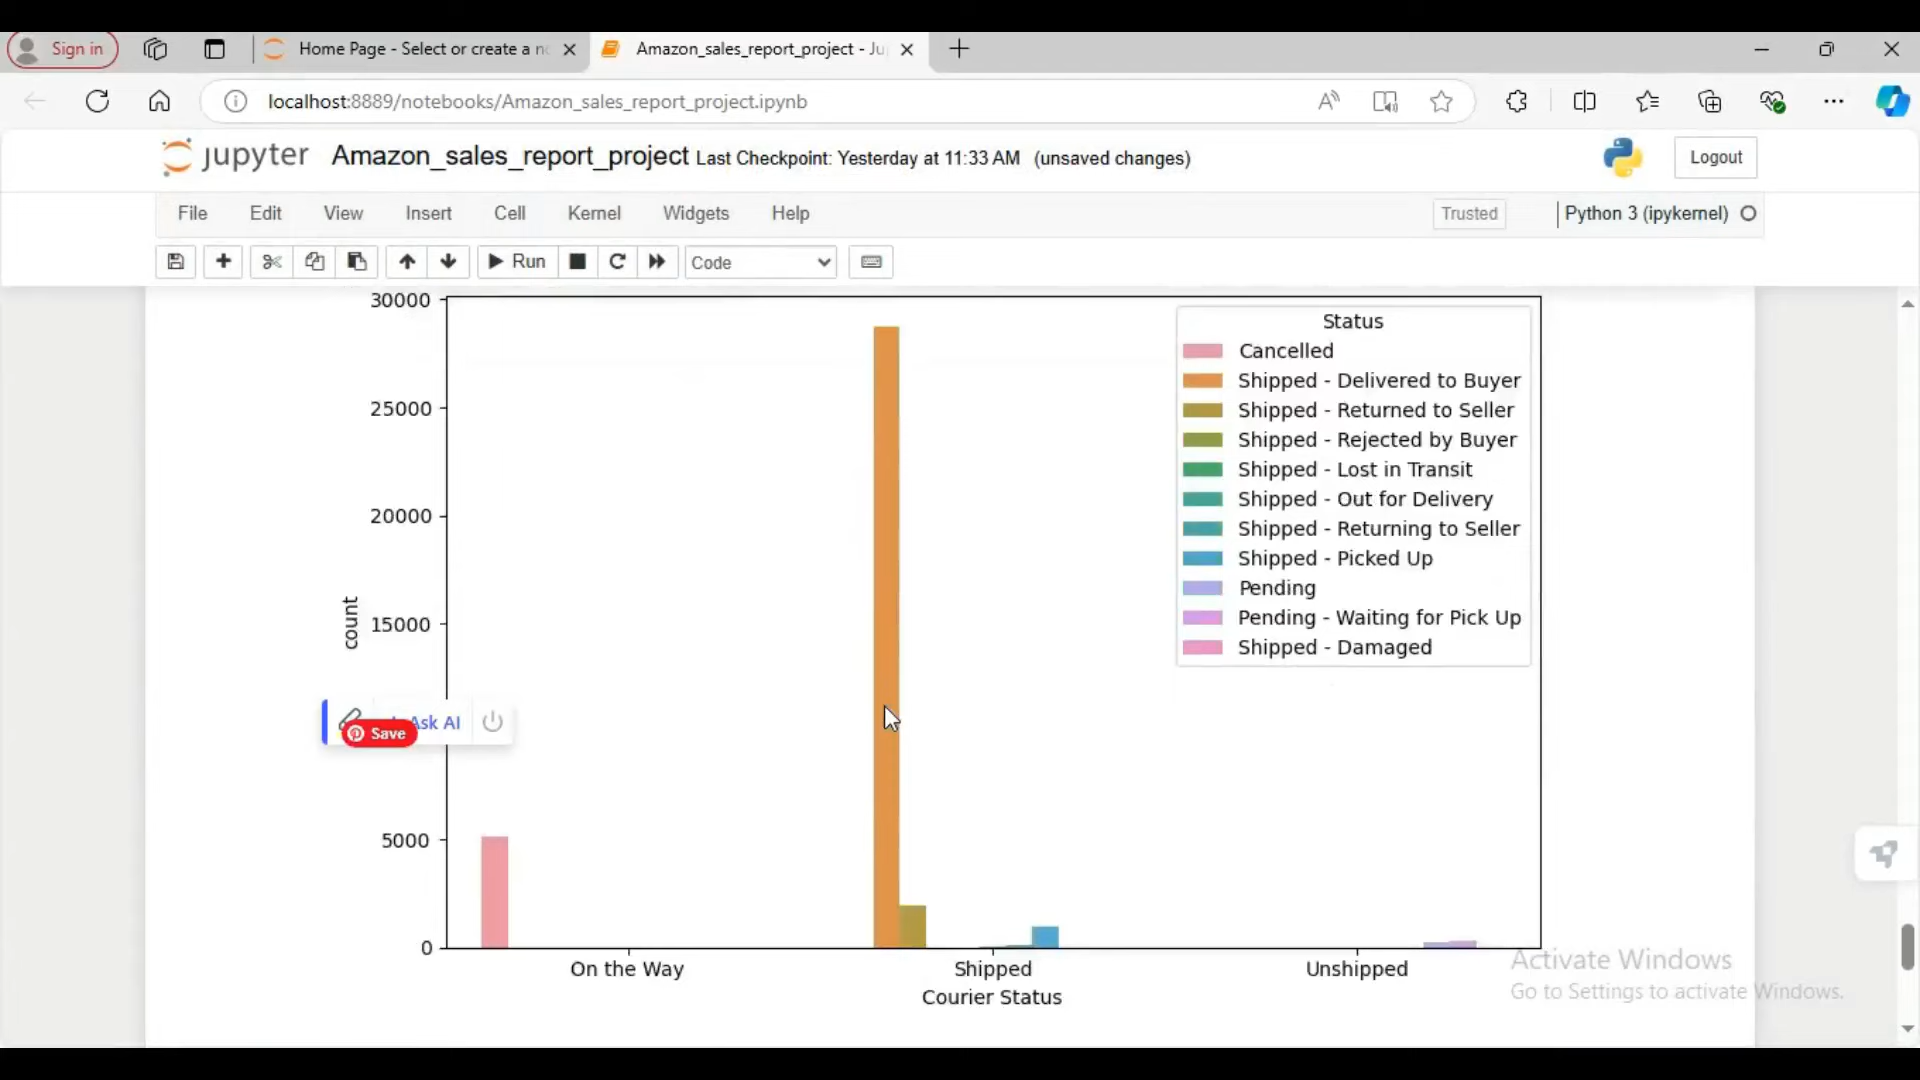 Sign in
Home Page - Select or create a n
Amazon_sales_report_project - Ju
localhost:8889/notebooks/Amazon_sales_report_project.ipynb
jupyter Amazon_sales_report_project Last Checkpoint: Yesterday at 11:33 AM (unsaved changes)
Logout
File Edit View Insert Cell Kernel Widgets Help
Trusted
Python 3 (ipykernel)
Run
Code
30000
25000
20000
15000
5000
0
count
Ask AI
Save
Status
Cancelled
Shipped - Delivered to Buyer
Shipped - Returned to Seller
Shipped - Rejected by Buyer
Shipped - Lost in Transit
Shipped - Out for Delivery
Shipped - Returning to Seller
Shipped - Picked Up
Pending
Pending - Waiting for Pick Up
Shipped - Damaged
On the Way
Shipped
Unshipped
Courier Status
Activate Windows
Go to Settings to activate Windows.